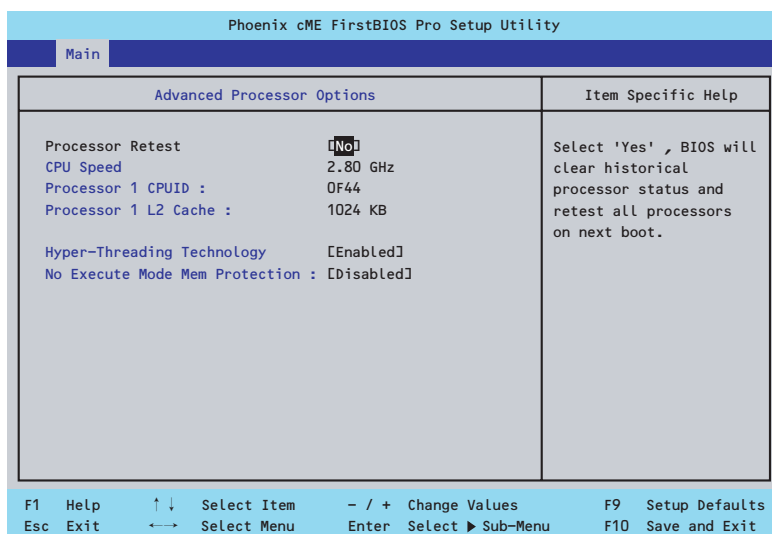 Phoenix cME FirstBIOS Pro Setup Utility
Main
Advanced Processor Options
Item Specific Help
Processor Retest [No]
CPU Speed 2.80 GHz
Processor 1 CPUID : 0F44
Processor 1 L2 Cache : 1024 KB
Hyper-Threading Technology [Enabled]
No Execute Mode Mem Protection : [Disabled]
Select 'Yes' , BIOS will
clear historical
processor status and
retest all processors
on next boot.
F1 Help ↑↓ Select Item - / + Change Values F9 Setup Defaults
Esc Exit ←→ Select Menu Enter Select ▶ Sub-Menu F10 Save and Exit